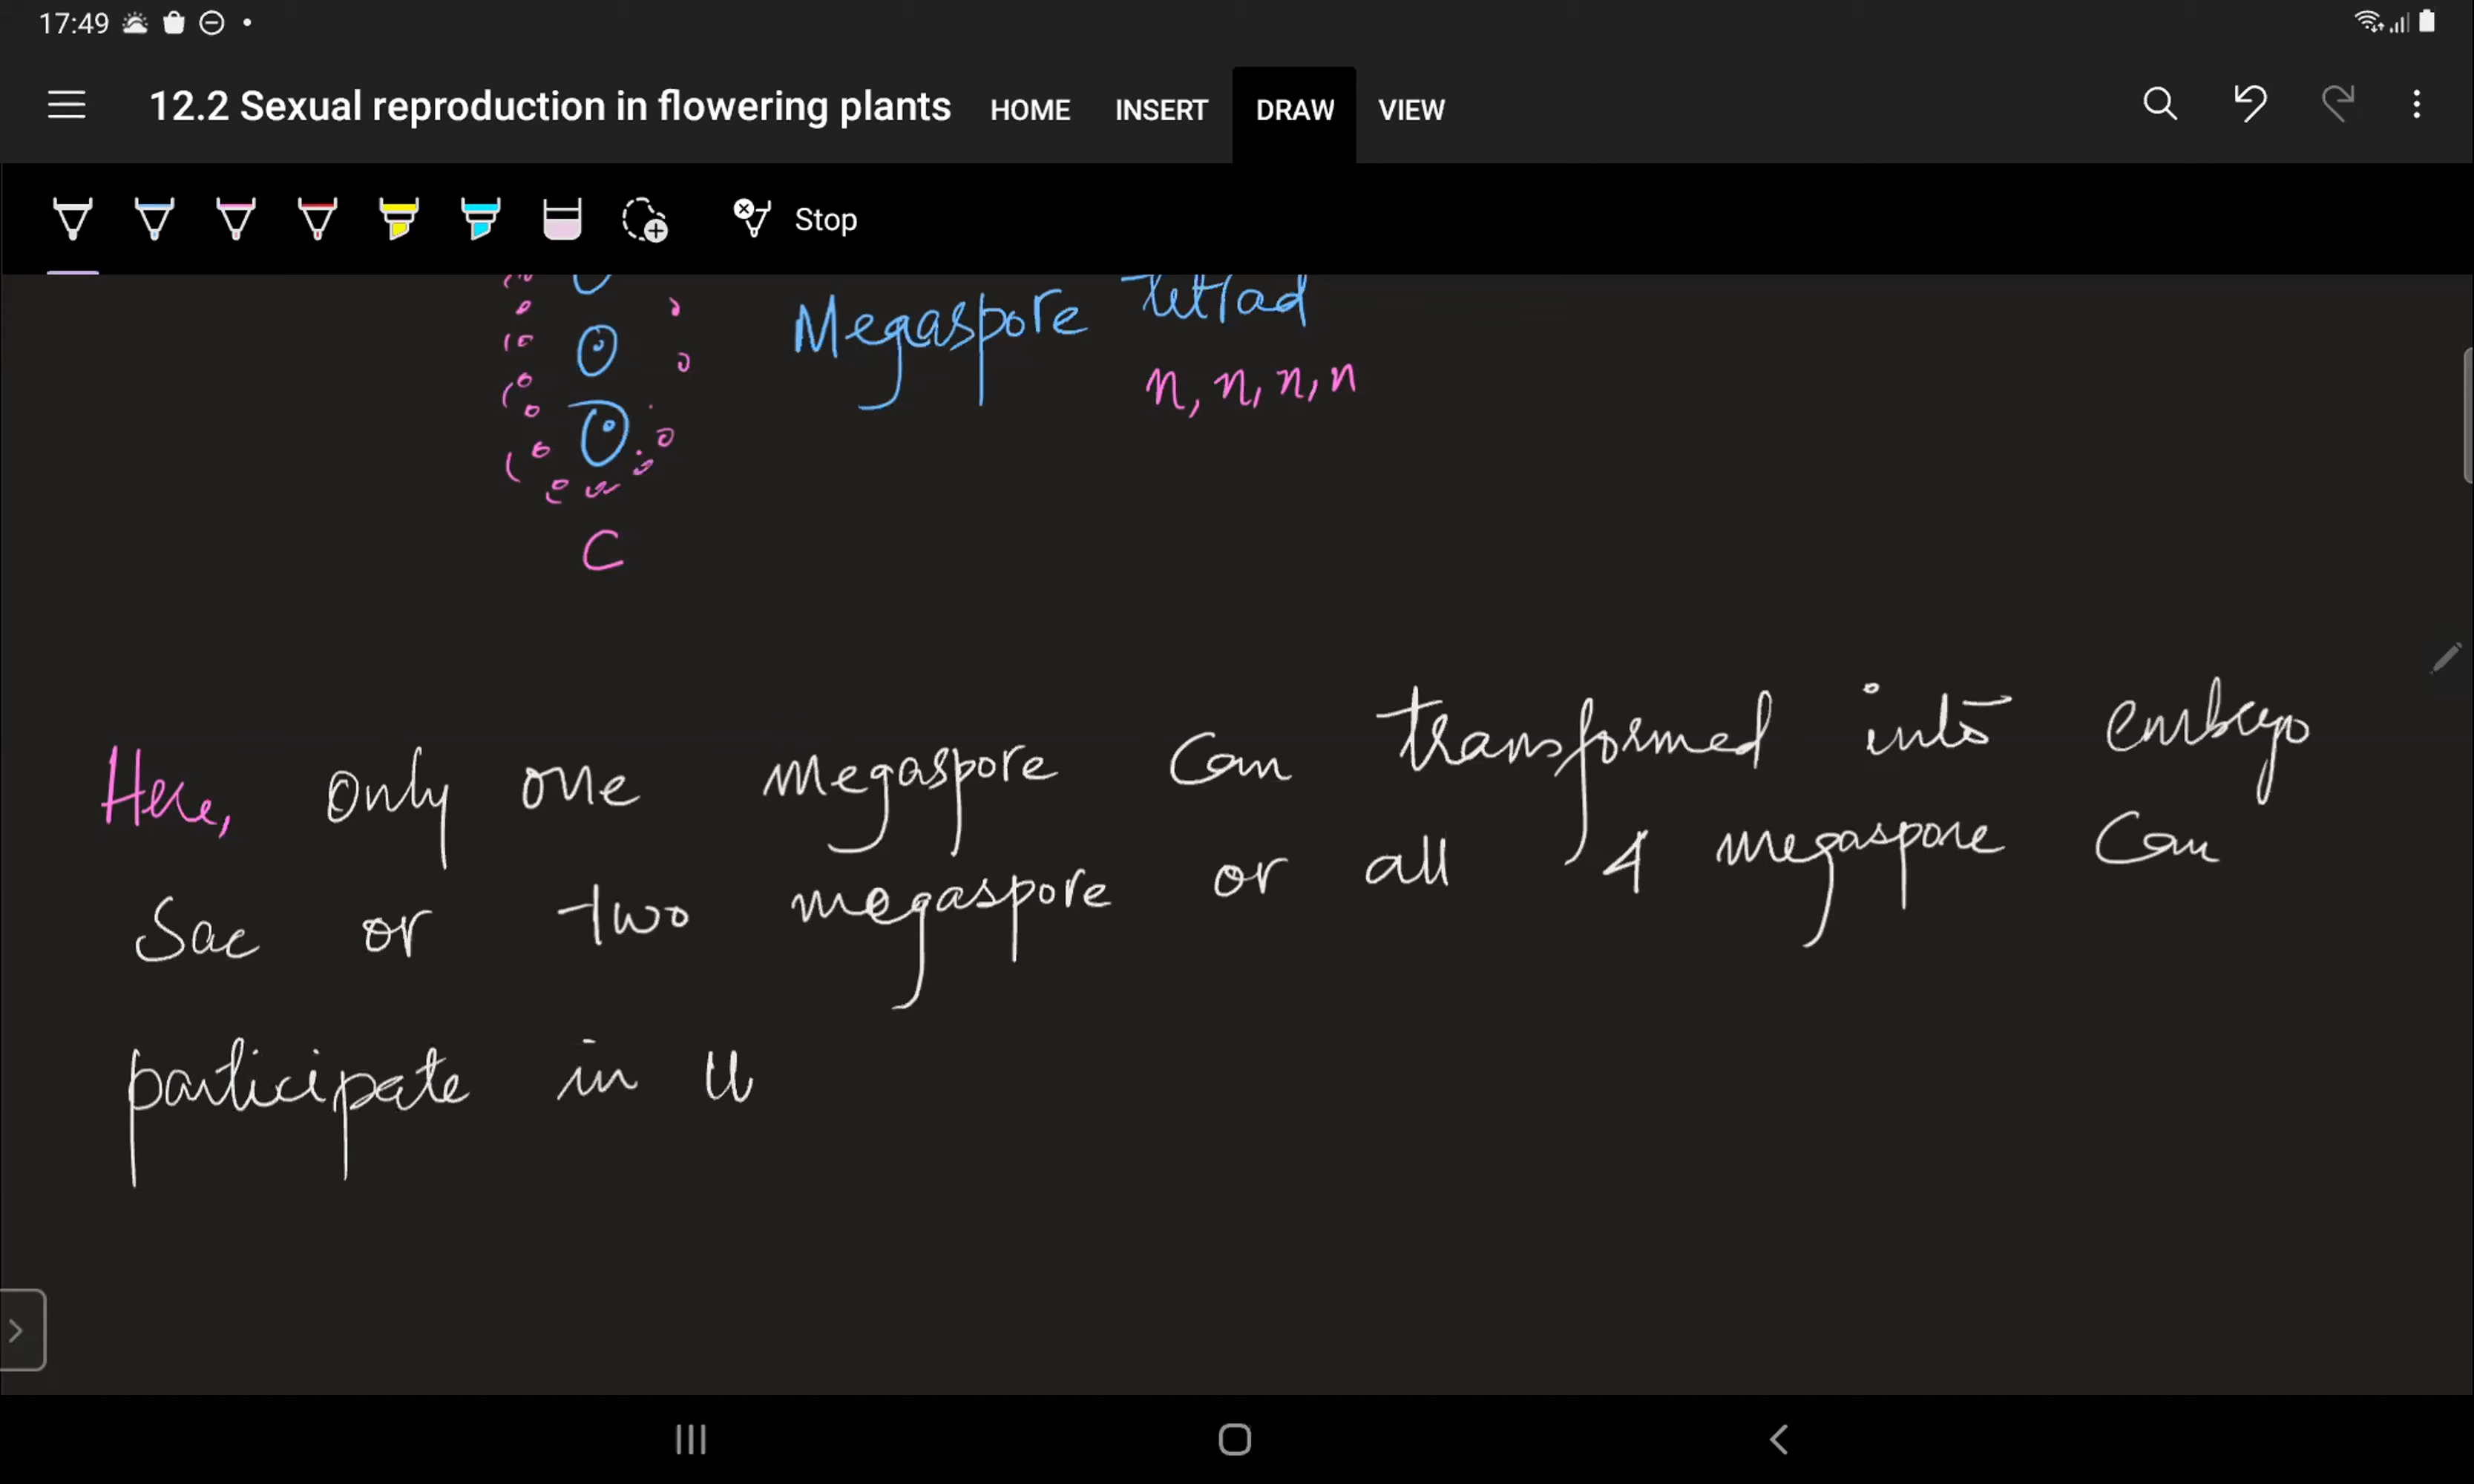 17:49
12.2 Sexual reproduction in flowering plants HOME INSERT DRAW VIEW
Stop
Megaspore tetrad
n, n, n, n
C
Here, Only one megaspore can transformed into embryo
Sac or two megaspore or all 4 megaspore can
participate in